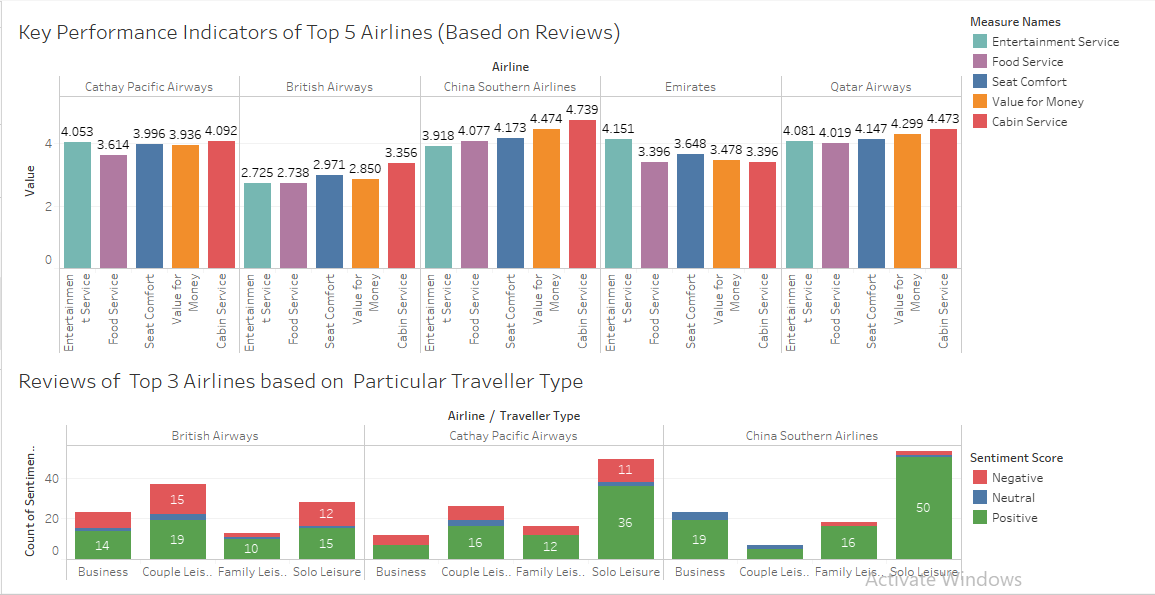 Key Performance Indicators of Top 5 Airlines (Based on Reviews)
Measure Names
Entertainment Service
Food Service
Seat Comfort
Value for Money
Cabin Service
Airline
Cathay Pacific Airways British Airways China Southern Airlines Emirates Qatar Airways
Value
4
2
0
4.053 3.614 3.996 3.936 4.092
2.725 2.738 2.971 2.850 3.356
3.918 4.077 4.173 4.474 4.739
4.151 3.396 3.648 3.478 3.396
4.081 4.019 4.147 4.299 4.473
Entertainmen
t Service
Food Service
Seat Comfort
Value for
Money
Cabin Service
Entertainmen
t Service
Food Service
Seat Comfort
Value for
Money
Cabin Service
Entertainmen
t Service
Food Service
Seat Comfort
Value for
Money
Cabin Service
Entertainmen
t Service
Food Service
Seat Comfort
Value for
Money
Cabin Service
Entertainmen
t Service
Food Service
Seat Comfort
Value for
Money
Cabin Service
Reviews of Top 3 Airlines based on Particular Traveller Type
Airline / Traveller Type
British Airways Cathay Pacific Airways China Southern Airlines
Sentiment Score
Negative
Neutral
Positive
Count of Sentimen..
40
20
0
14 15 19 10 12 15
16 12 11 36
19 16 50
Business Couple Leis.. Family Leis.. Solo Leisure Business Couple Leis.. Family Leis.. Solo Leisure Business Couple Leis.. Family Leis.. Solo Leisure
Activate Windows